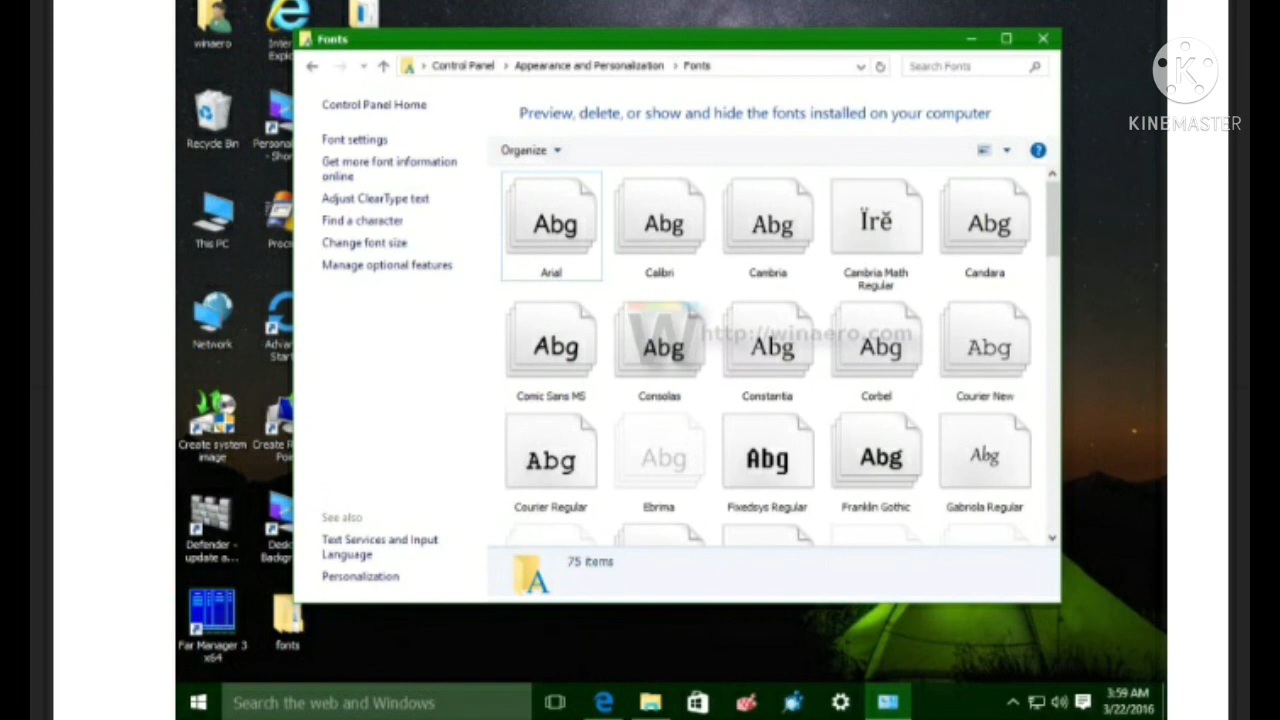 winaero
Recycle Bin
This PC
Network
Create system
image
Defender -
update a...
Far Manager 3
x64
fonts
Fonts
Control Panel > Appearance and Personalization > Fonts
Search Fonts
Control Panel Home
Font settings
Get more font information
online
Adjust ClearType text
Find a character
Change font size
Manage optional features
See also
Text Services and Input
Language
Personalization
Preview, delete, or show and hide the fonts installed on your computer
Organize
Abg Abg Abg Ïrĕ Abg
Arial Calibri Cambria Cambria Math Candara
Regular
W http://winaero.com
Abg Abg Abg Abg Abg
Comic Sans MS Consolas Constantia Corbel Courier New
Abg Abg Abg Abg Abg
Courier Regular Ebrima Fixedsys Regular Franklin Gothic Gabriola Regular
75 items
Search the web and Windows
3:59 AM
3/22/2016
K
KINEMASTER